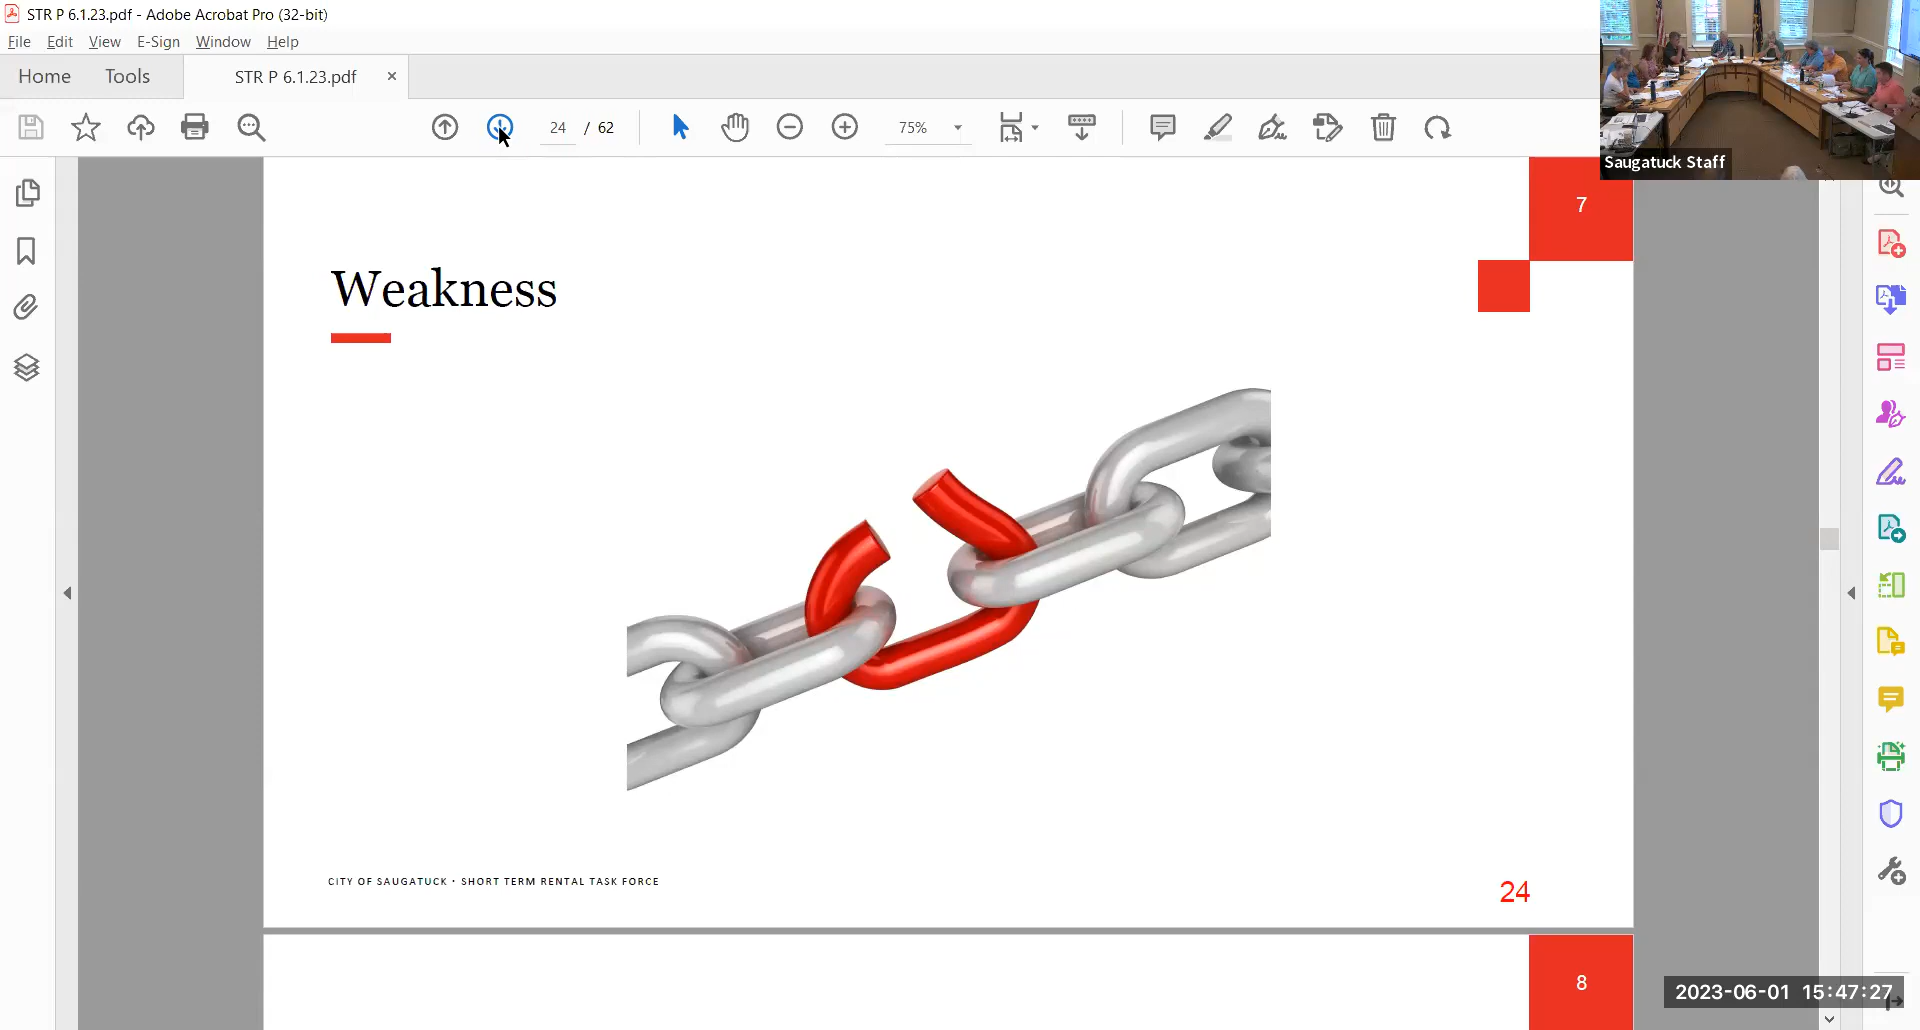 STR P 6.1.23.pdf - Adobe Acrobat Pro (32-bit)
File Edit View E-Sign Window Help
Home Tools STR P 6.1.23.pdf ×
24 / 62 75%
Saugatuck Staff
7
Weakness
CITY OF SAUGATUCK • SHORT TERM RENTAL TASK FORCE
24
8
2023-06-01 15:47:27